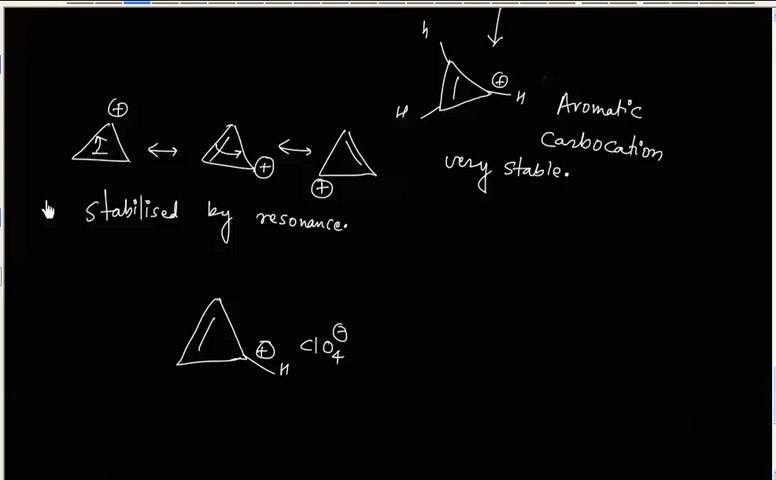 H
⊕
H
H
Aromatic
Carbocation
very stable.
⊕
I
⊕
⊕
Stabilised by resonance.
⊕
H
ClO₄⊖